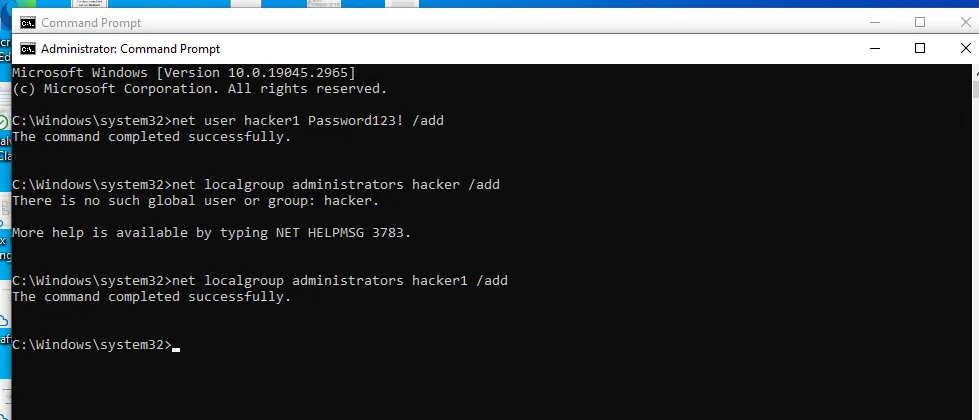 Command Prompt
Administrator: Command Prompt
Microsoft Windows [Version 10.0.19045.2965]
(c) Microsoft Corporation. All rights reserved.
C:\Windows\system32>net user hacker1 Password123! /add
The command completed successfully.
C:\Windows\system32>net localgroup administrators hacker /add
There is no such global user or group: hacker.
More help is available by typing NET HELPMSG 3783.
C:\Windows\system32>net localgroup administrators hacker1 /add
The command completed successfully.
C:\Windows\system32>